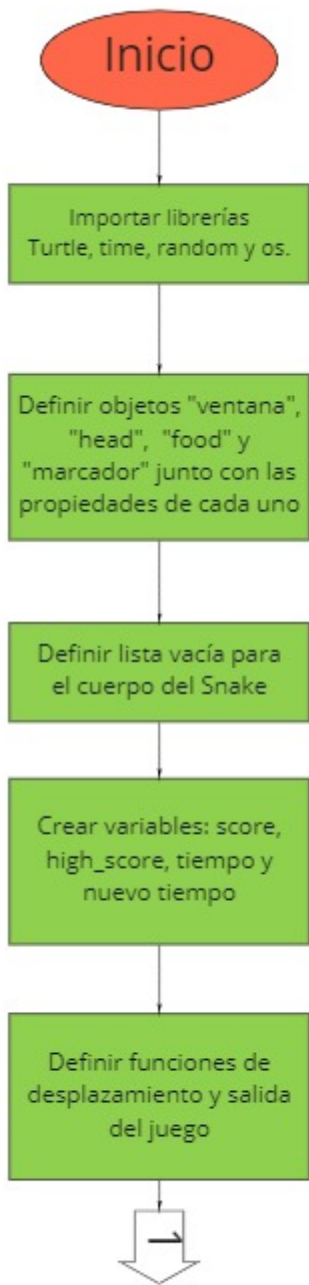 Inicio
Importar librerías
Turtle, time, random y os.
Definir objetos "ventana",
"head", "food" y
"marcador" junto con las
propiedades de cada uno
Definir lista vacía para
el cuerpo del Snake
Crear variables: score,
high_score, tiempo y
nuevo tiempo
Definir funciones de
desplazamiento y salida
del juego
1